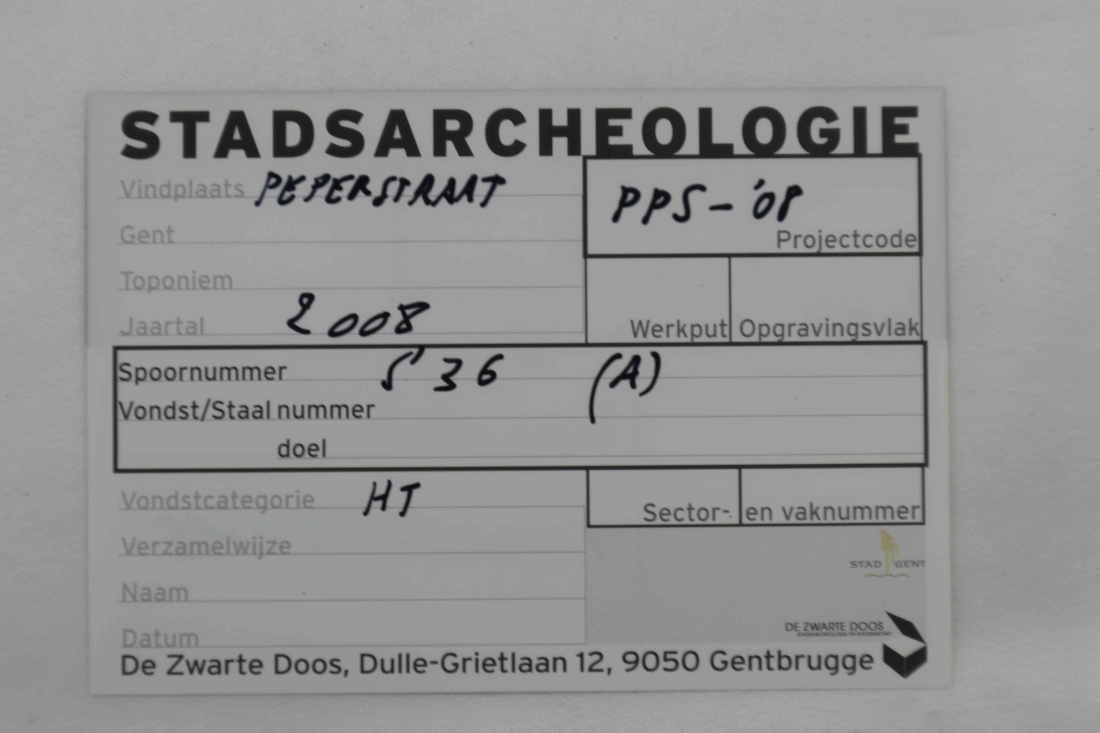 STADSARCHEOLOGIE
Vindplaats PEPERSTRAAT
PPS-'08
Projectcode
Gent
Toponiem
Jaartal 2008
Werkput Opgravingsvlak
Spoornummer S36 (A)
Vondst/Staal nummer
doel
Vondstcategorie HT
Sector- en vaknummer
Verzamelwijze
STAD GENT
Naam
DE ZWARTE DOOS
Datum
De Zwarte Doos, Dulle-Grietlaan 12, 9050 Gentbrugge